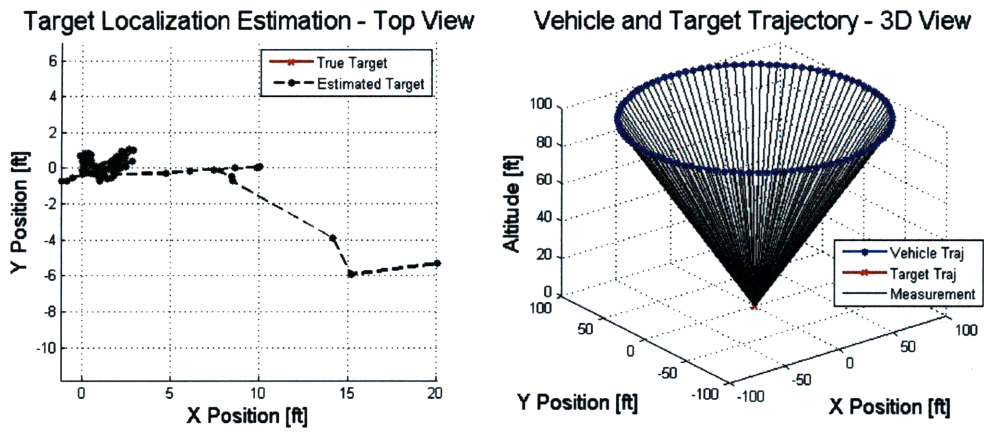 Target Localization Estimation - Top View
True Target
Estimated Target
6
4
2
0
-2
-4
-6
-8
-10
Y Position [ft]
0
5
10
15
20
X Position [ft]
Vehicle and Target Trajectory - 3D View
100
80
60
40
20
0
Altitude [ft]
Vehicle Traj
Target Traj
Measurement
100
50
0
-50
-100
Y Position [ft]
-100
-50
0
50
100
X Position [ft]